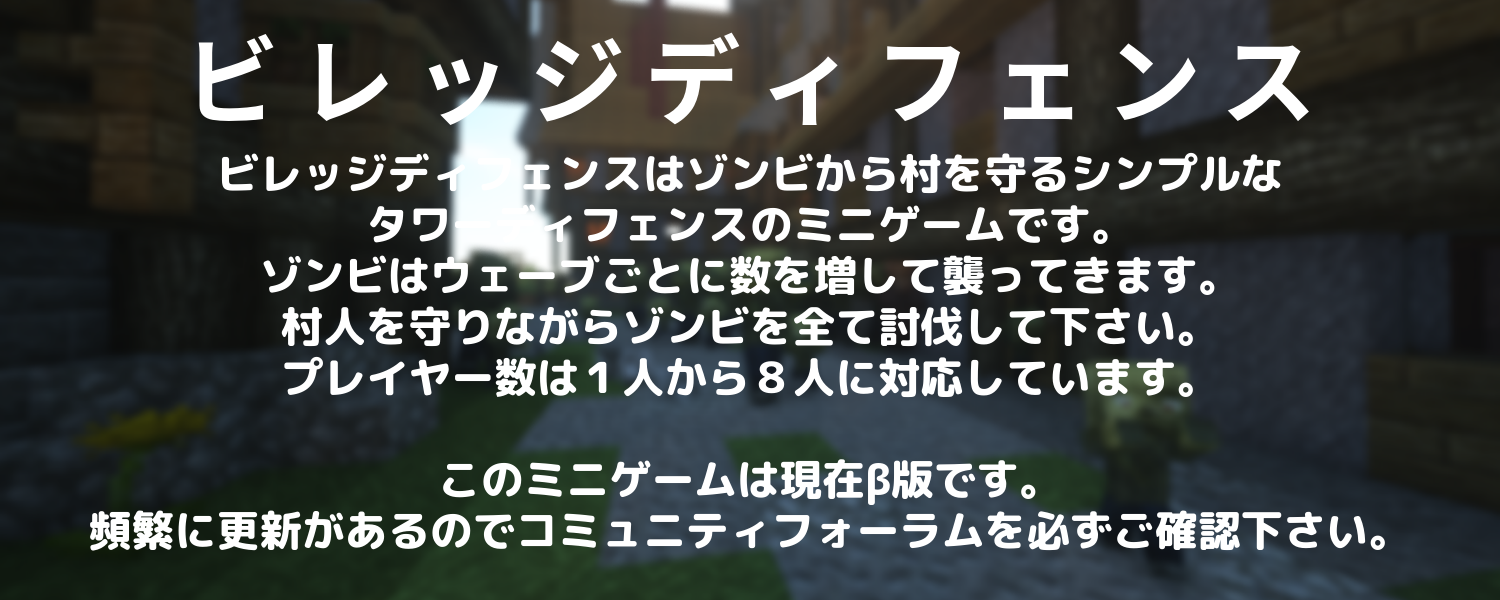 ビレッジディフェンス
ビレッジディフェンスはゾンビから村を守るシンプルな
タワーディフェンスのミニゲームです。
ゾンビはウェーブごとに数を増して襲ってきます。
村人を守りながらゾンビを全て討伐して下さい。
プレイヤー数は１人から８人に対応しています。
このミニゲームは現在β版です。
頻繁に更新があるのでコミュニティフォーラムを必ずご確認下さい。